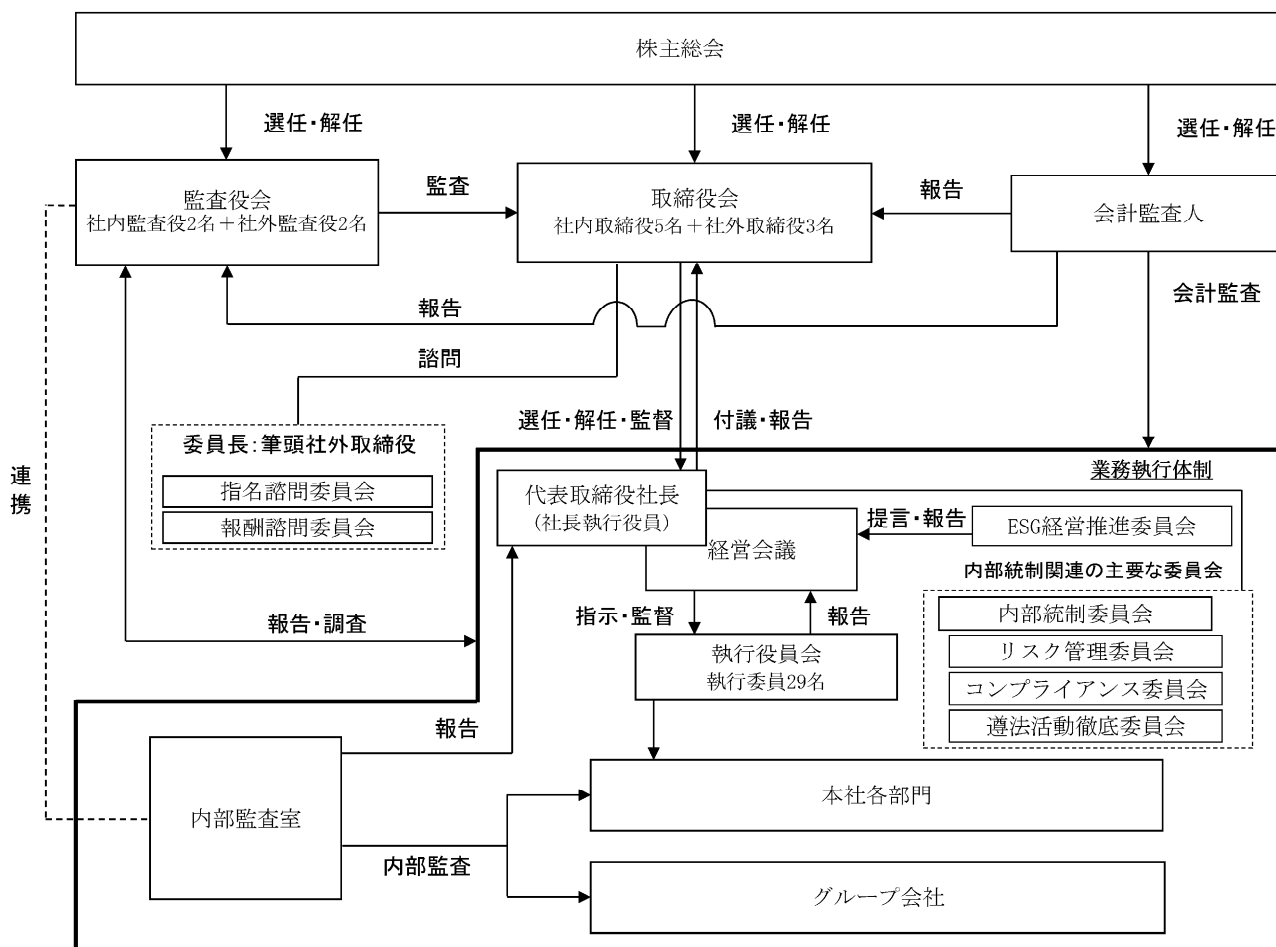 株主総会
選任・解任
選任・解任
選任・解任
監査役会
社内監査役2名＋社外監査役2名
監査
取締役会
社内取締役5名＋社外取締役3名
報告
会計監査人
報告
会計監査
諮問
選任・解任・監督
付議・報告
委員長：筆頭社外取締役
指名諮問委員会
報酬諮問委員会
連携
業務執行体制
代表取締役社長
(社長執行役員)
経営会議
提言・報告
ESG経営推進委員会
内部統制関連の主要な委員会
内部統制委員会
リスク管理委員会
コンプライアンス委員会
遵法活動徹底委員会
報告・調査
指示・監督
報告
執行役員会
執行委員29名
報告
内部監査室
内部監査
本社各部門
グループ会社